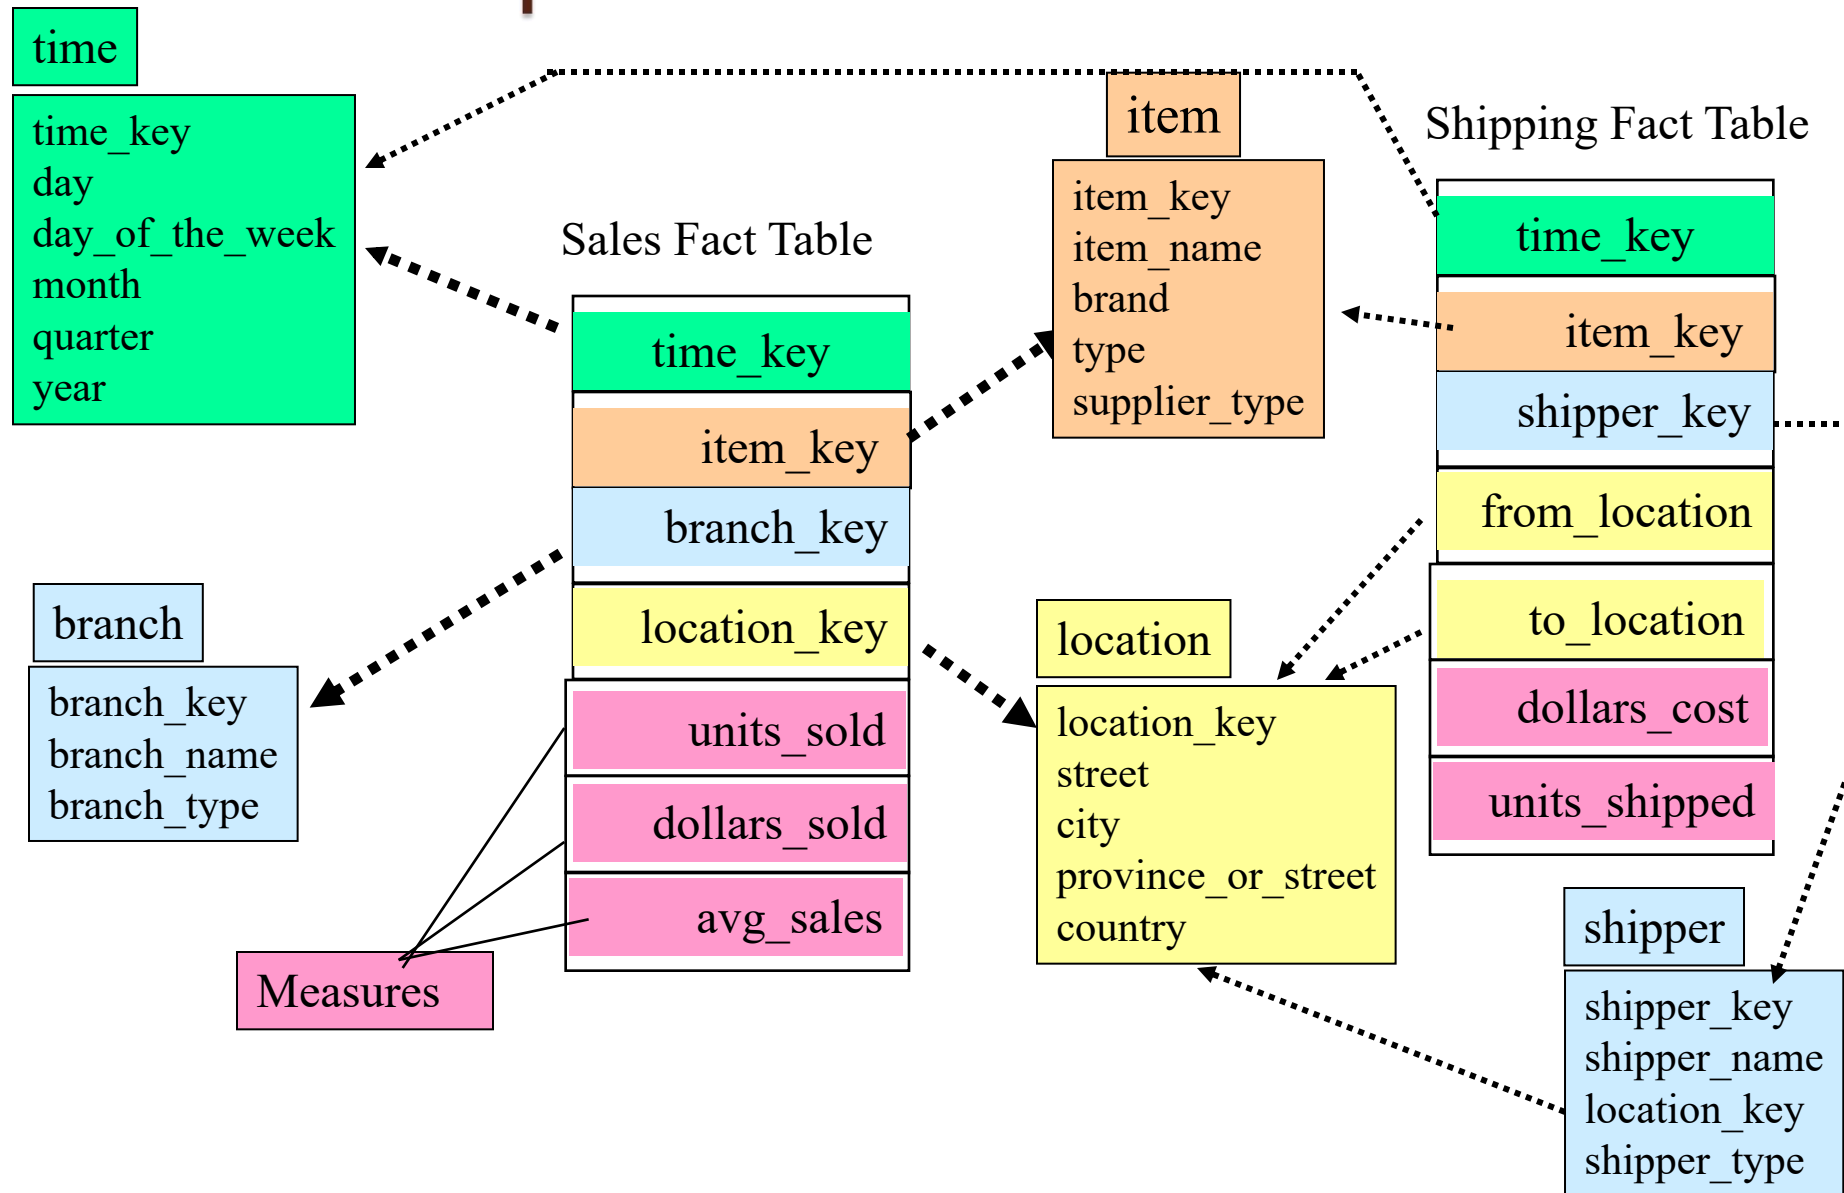 time
time_key
day
day_of_the_week
month
quarter
year
Sales Fact Table
time_key
item_key
branch_key
location_key
units_sold
dollars_sold
avg_sales
Measures
branch
branch_key
branch_name
branch_type
item
item_key
item_name
brand
type
supplier_type
location
location_key
street
city
province_or_street
country
Shipping Fact Table
time_key
item_key
shipper_key
from_location
to_location
dollars_cost
units_shipped
shipper
shipper_key
shipper_name
location_key
shipper_type